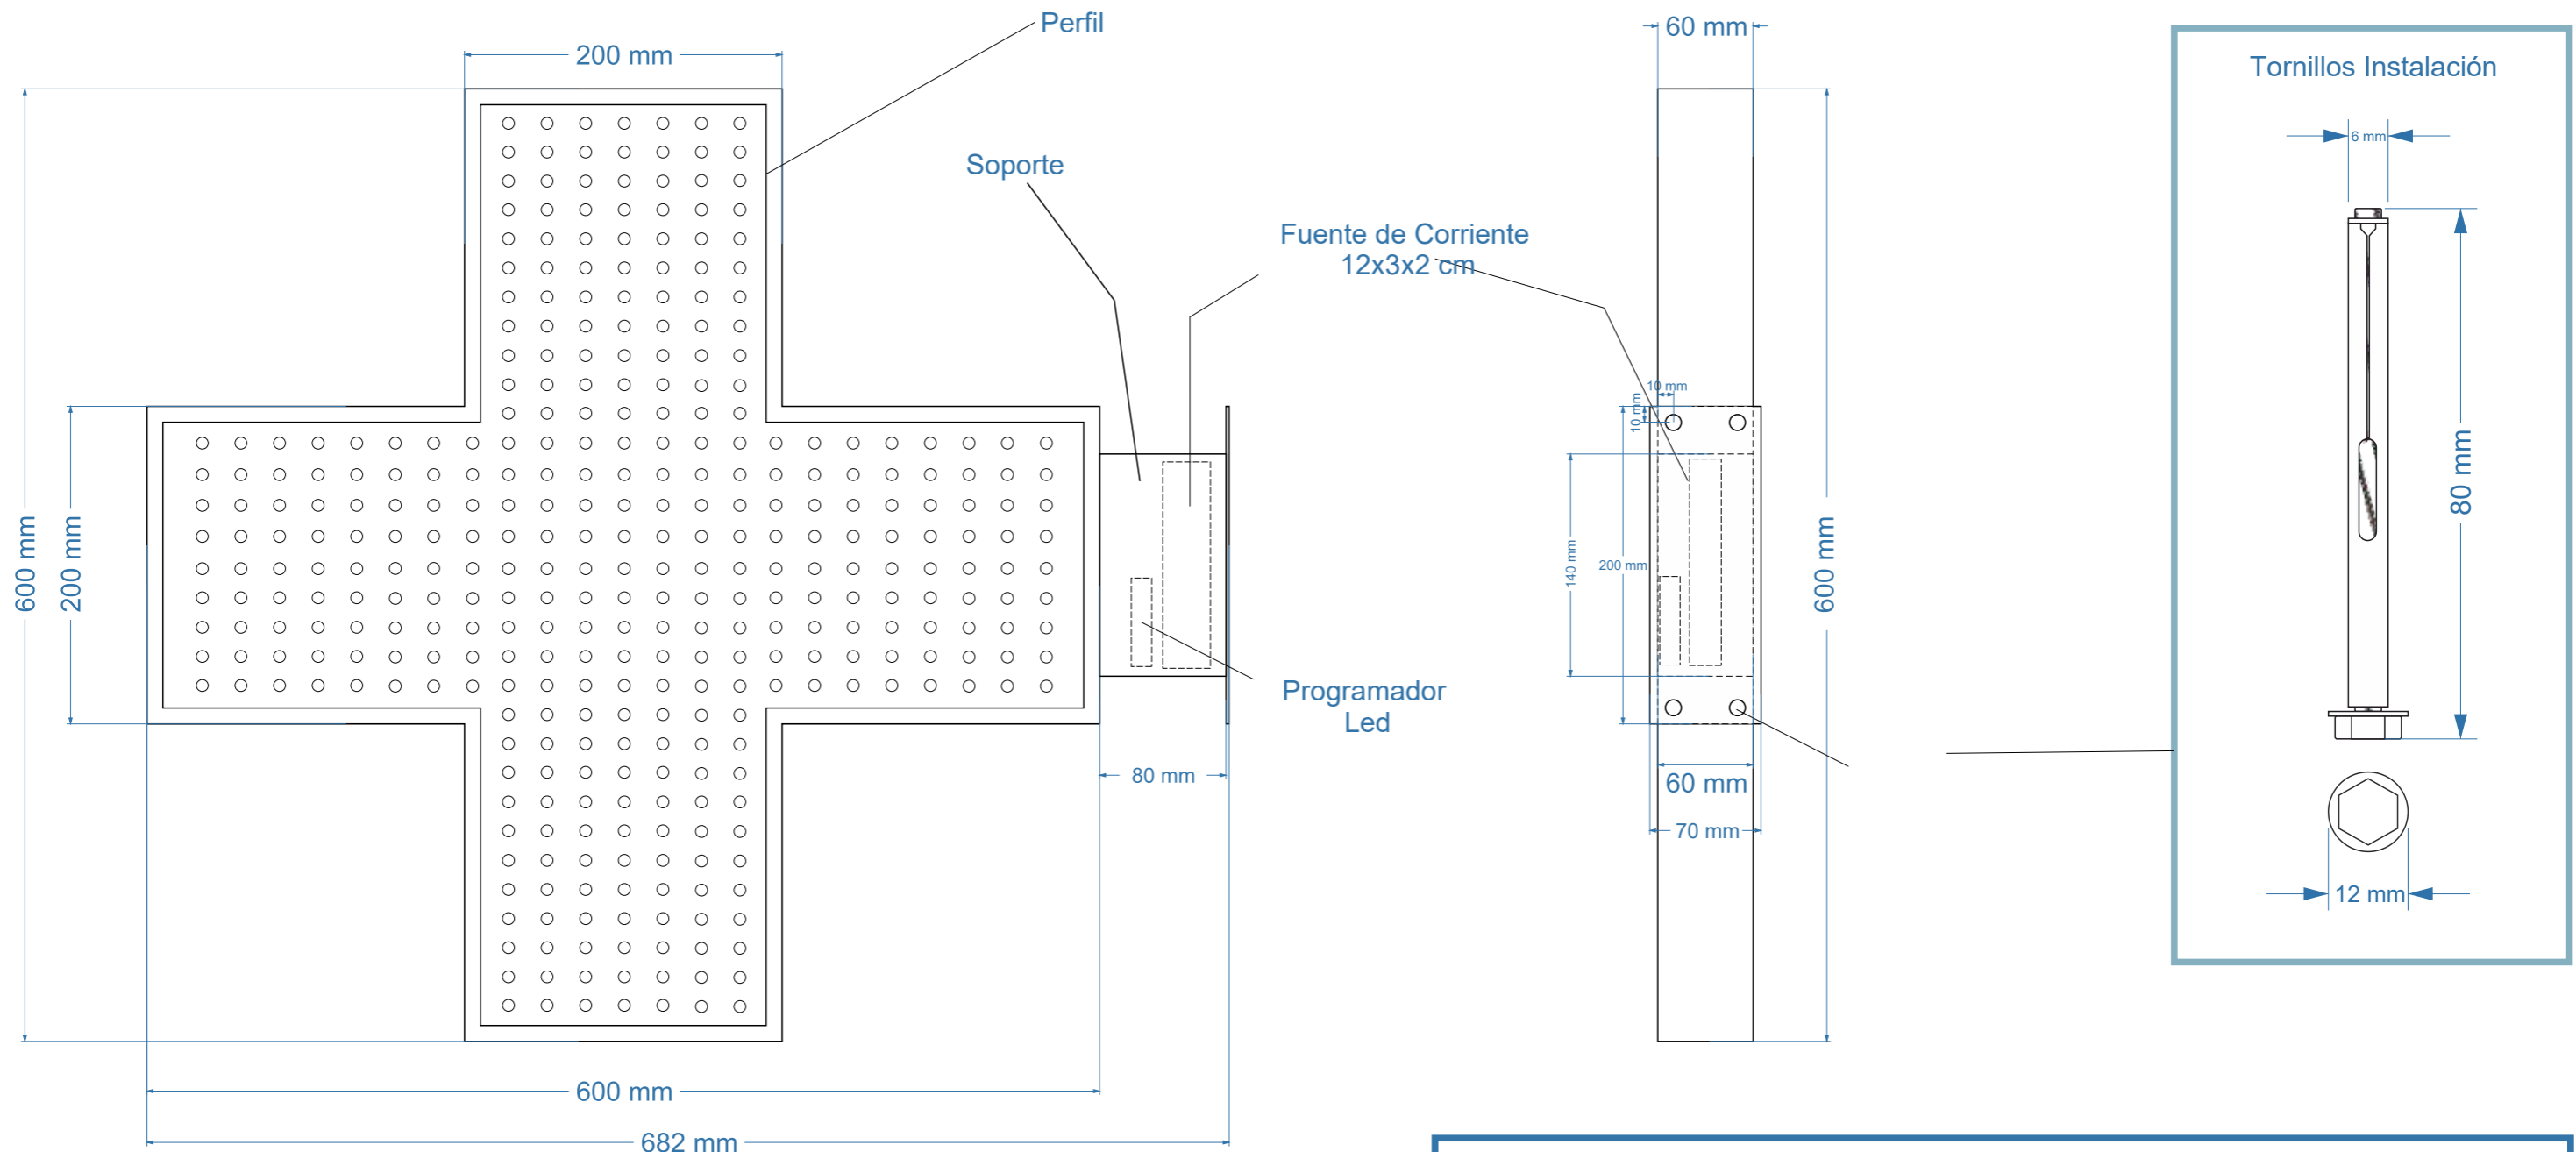 Perfil
200 mm
60 mm
Tornillos Instalación
6 mm
Soporte
Fuente de Corriente
12x3x2 cm
10 mm
10 mm
80 mm
600 mm
200 mm
140 mm
200 mm
600 mm
Programador
Led
80 mm
60 mm
70 mm
12 mm
600 mm
682 mm